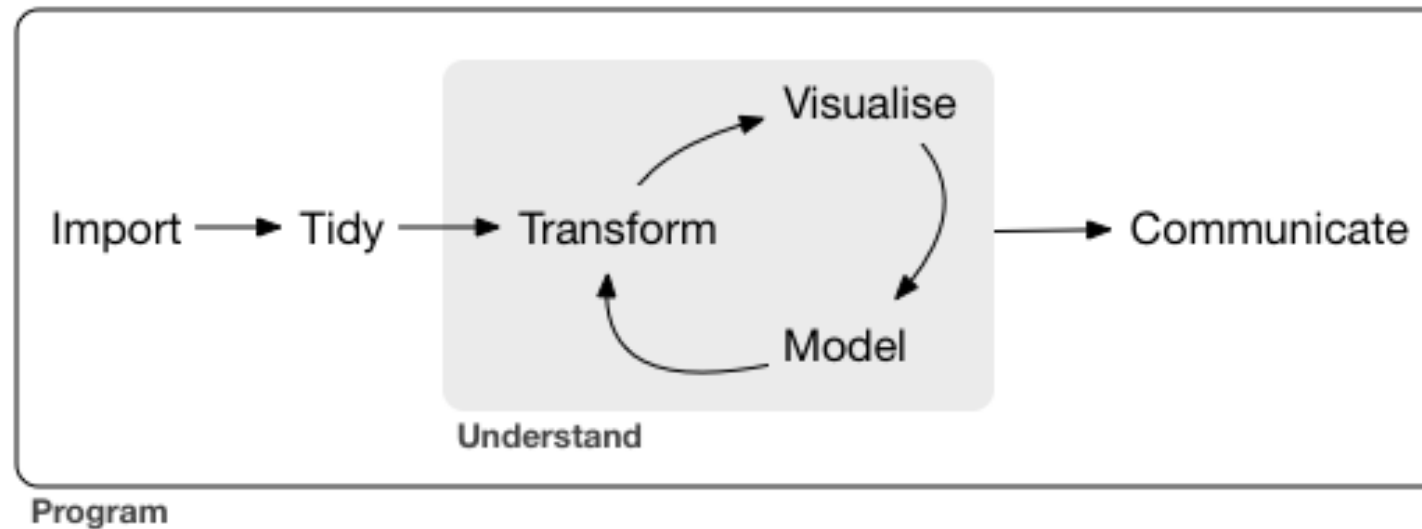 Visualise
Import
Tidy
Transform
Communicate
Model
Understand
Program